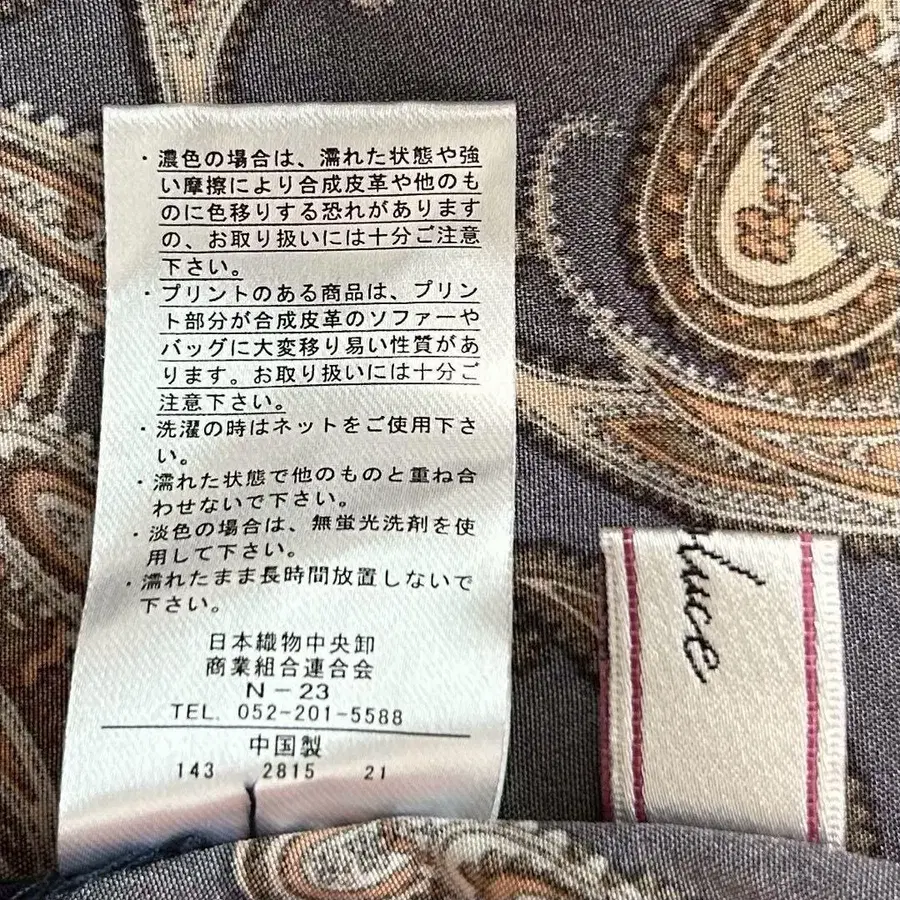 ・濃色の場合は、濡れた状態や強
い摩擦により合成皮革や他のも
のに色移りする恐れがあります
の、お取り扱いには十分ご注意
下さい。
・プリントのある商品は、プリン
ト部分が合成皮革のソファーや
バッグに大変移り易い性質があ
ります。お取り扱いには十分ご
注意下さい。
・洗濯の時はネットをご使用下さ
い。
・濡れた状態で他のものと重ね合
わせないで下さい。
・淡色の場合は、無蛍光洗剤を使
用して下さい。
・濡れたまま長時間放置しないで
下さい。
日本織物中央卸
商業組合連合会
N-23
TEL. 052-201-5588
中国製
143 2815 21